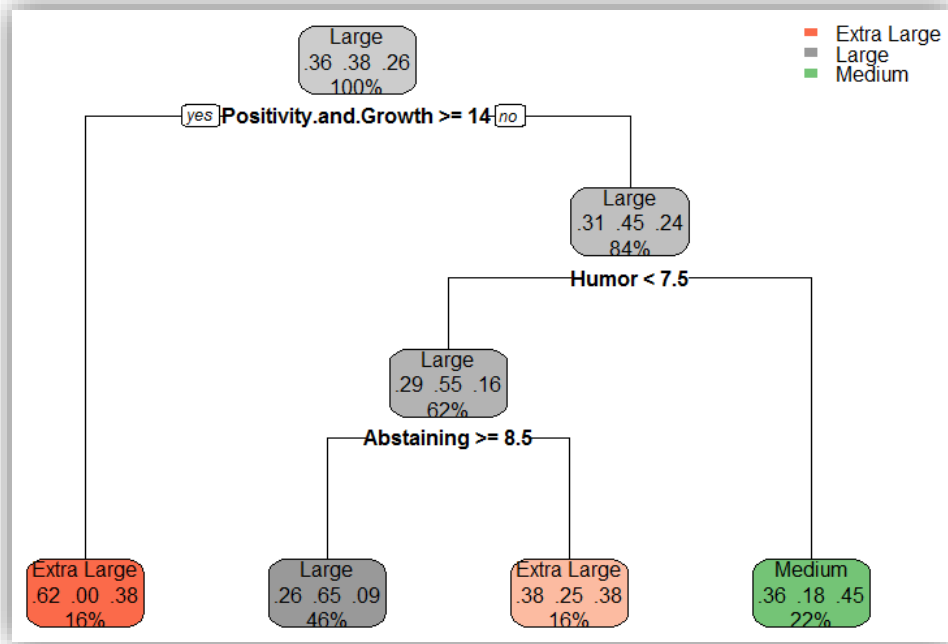 Large
.36 .38 .26
100%
Extra Large
Large
Medium
yes Positivity.and.Growth >= 14 no
Large
.31 .45 .24
84%
Humor < 7.5
Large
.29 .55 .16
62%
Abstaining >= 8.5
Extra Large
.62 .00 .38
16%
Large
.26 .65 .09
46%
Extra Large
.38 .25 .38
16%
Medium
.36 .18 .45
22%